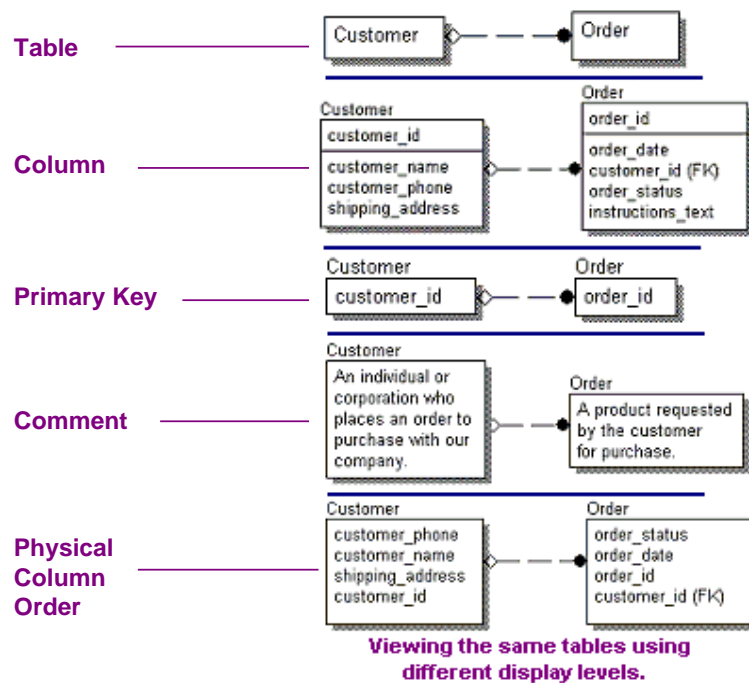 Table
Customer
Order
Column
Customer
customer_id
customer_name
customer_phone
shipping_address
Order
order_id
order_date
customer_id (FK)
order_status
instructions_text
Primary Key
Customer
customer_id
Order
order_id
Comment
Customer
An individual or
corporation who
places an order to
purchase with our
company.
Order
A product requested
by the customer
for purchase.
Physical
Column
Order
Customer
customer_phone
customer_name
shipping_address
customer_id
Order
order_status
order_date
order_id
customer_id (FK)
Viewing the same tables using
different display levels.